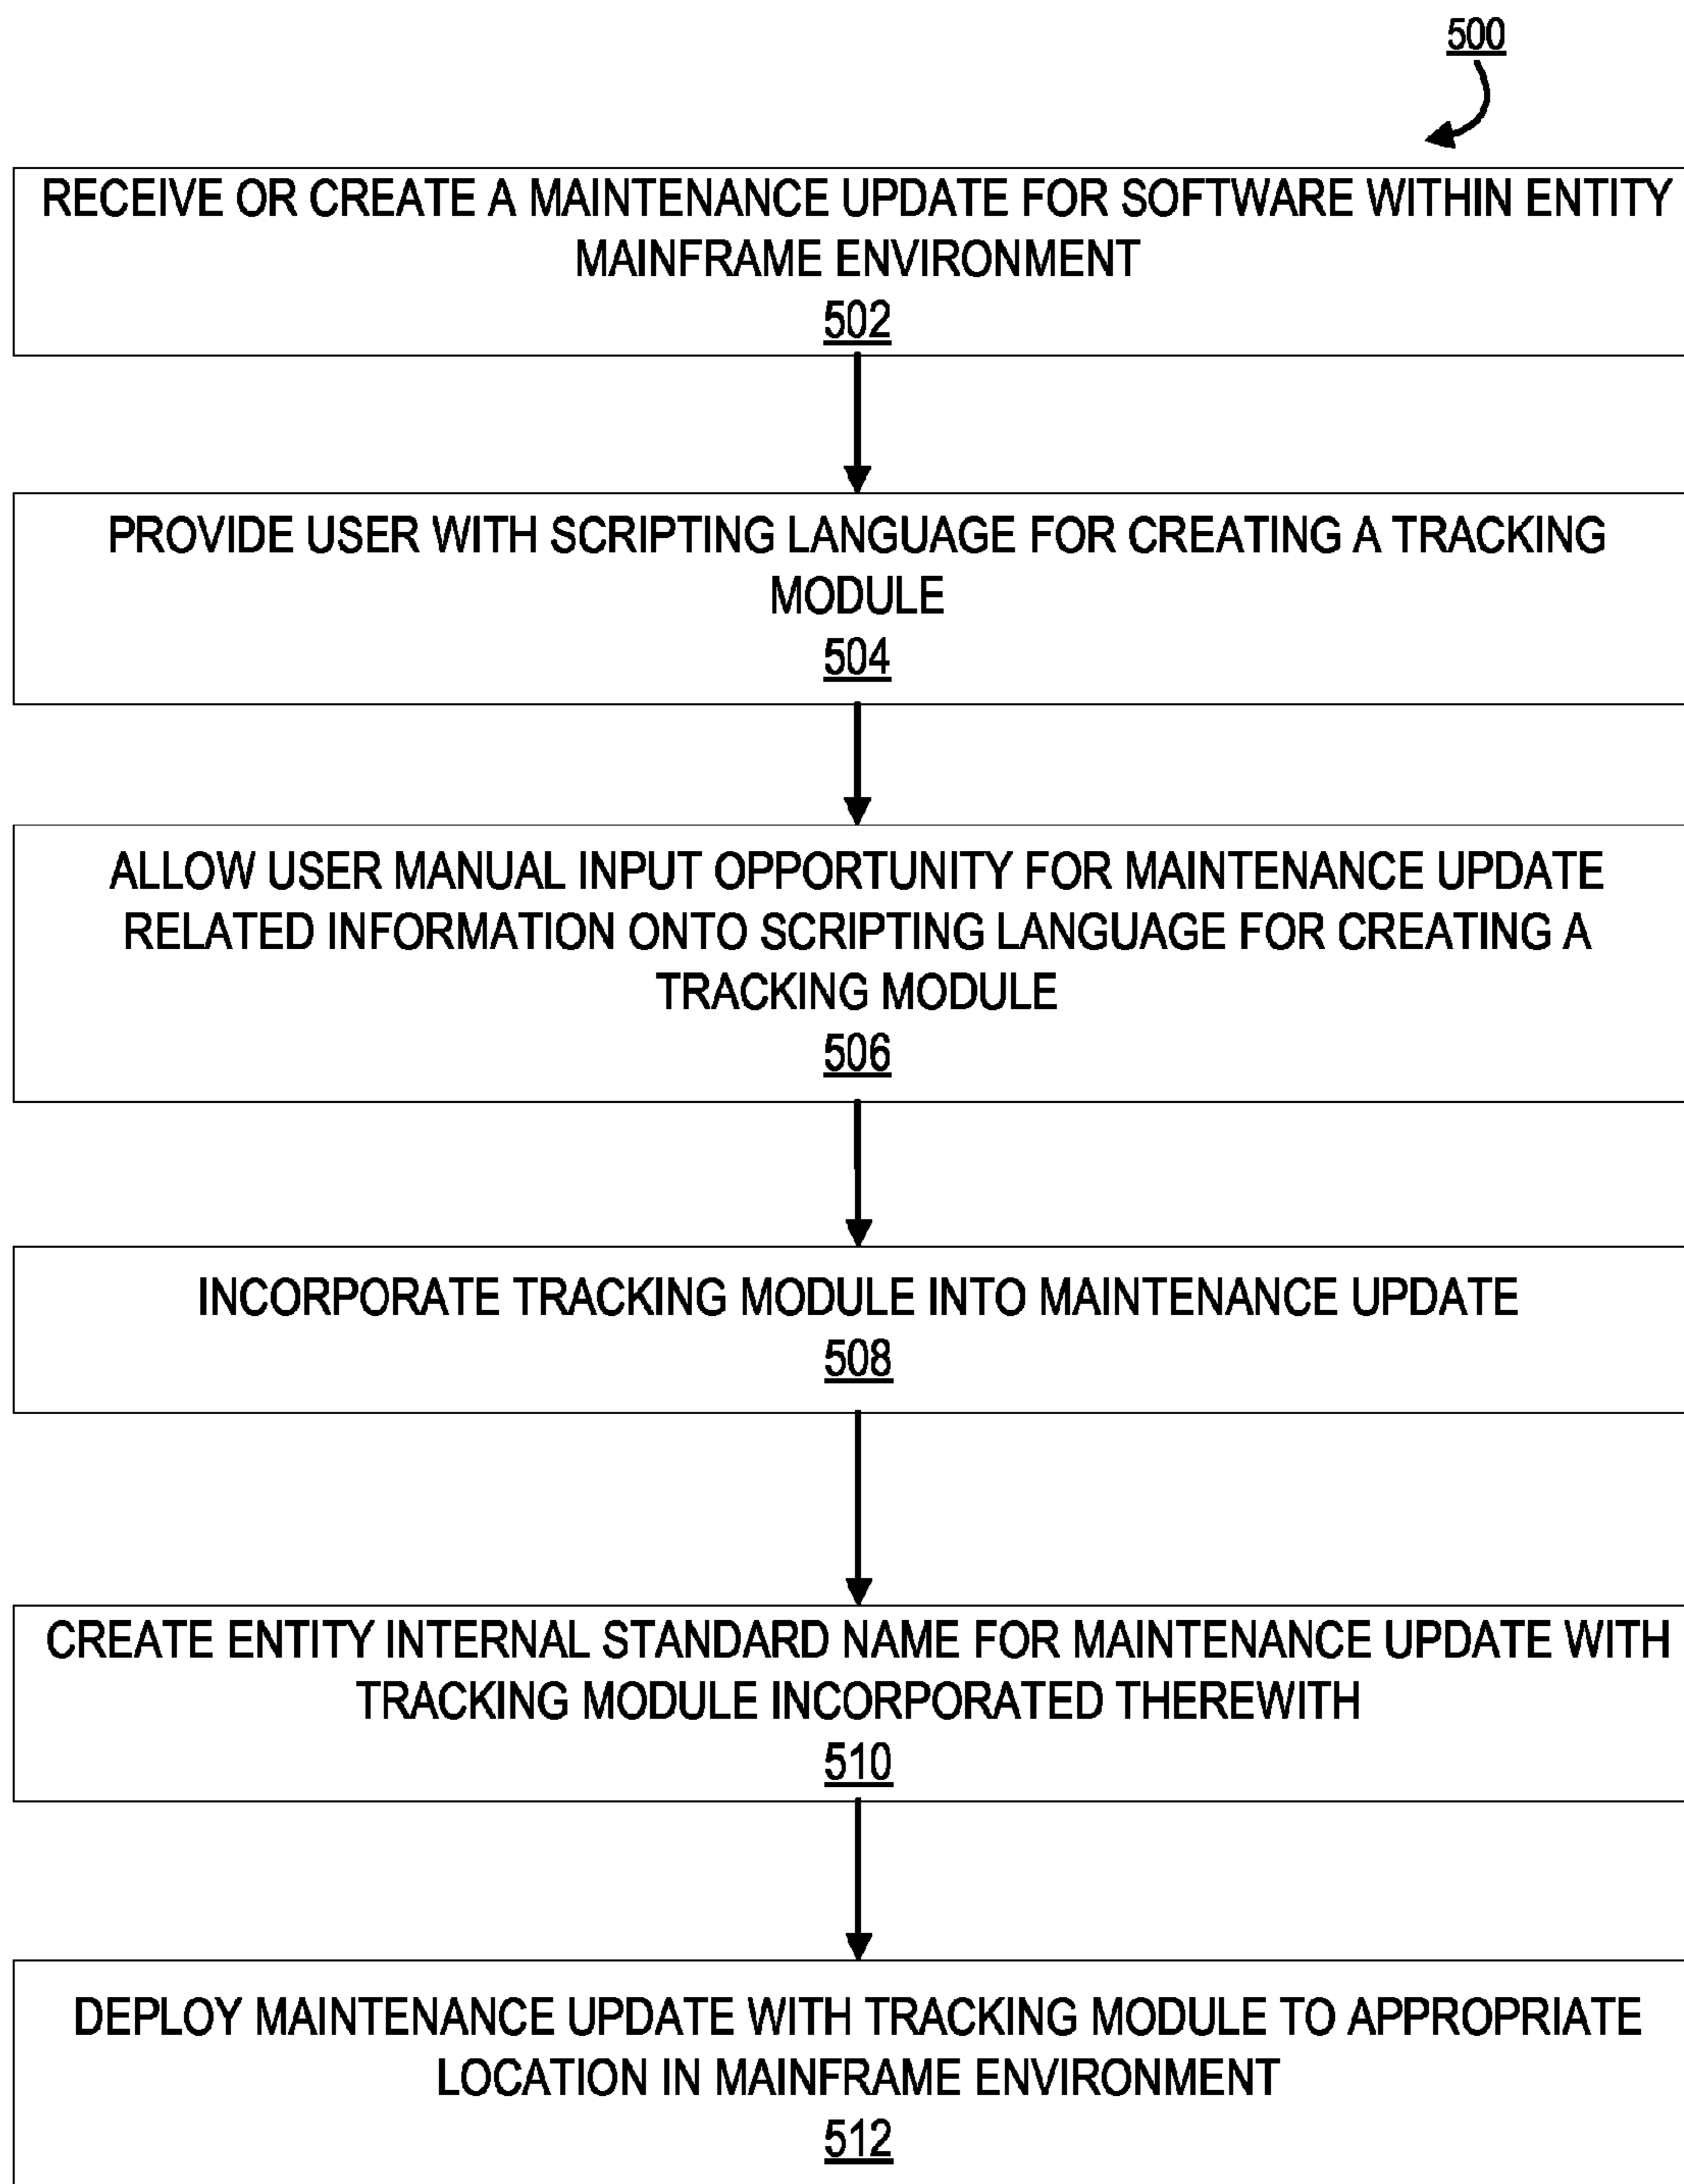 500
RECEIVE OR CREATE A MAINTENANCE UPDATE FOR SOFTWARE WITHIN ENTITY
MAINFRAME ENVIRONMENT
502
PROVIDE USER WITH SCRIPTING LANGUAGE FOR CREATING A TRACKING
MODULE
504
ALLOW USER MANUAL INPUT OPPORTUNITY FOR MAINTENANCE UPDATE
RELATED INFORMATION ONTO SCRIPTING LANGUAGE FOR CREATING A
TRACKING MODULE
506
INCORPORATE TRACKING MODULE INTO MAINTENANCE UPDATE
508
CREATE ENTITY INTERNAL STANDARD NAME FOR MAINTENANCE UPDATE WITH
TRACKING MODULE INCORPORATED THEREWITH
510
DEPLOY MAINTENANCE UPDATE WITH TRACKING MODULE TO APPROPRIATE
LOCATION IN MAINFRAME ENVIRONMENT
512